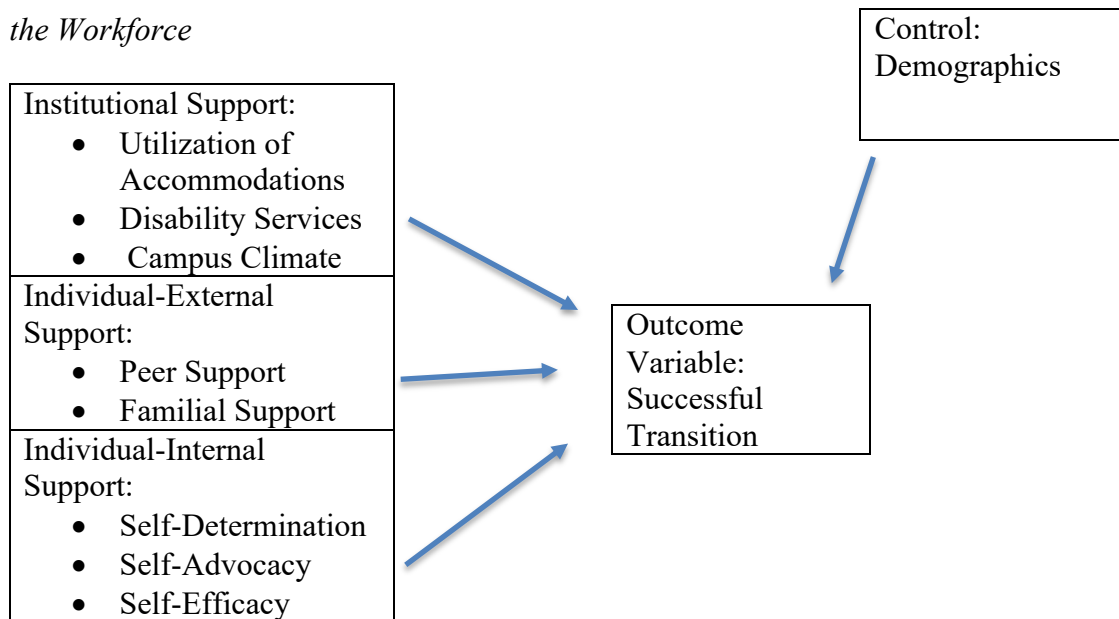 the Workforce
Control:
Demographics
Institutional Support:
• Utilization of
Accommodations
• Disability Services
• Campus Climate
Individual-External
Support:
• Peer Support
• Familial Support
Individual-Internal
Support:
• Self-Determination
• Self-Advocacy
• Self-Efficacy
Outcome
Variable:
Successful
Transition